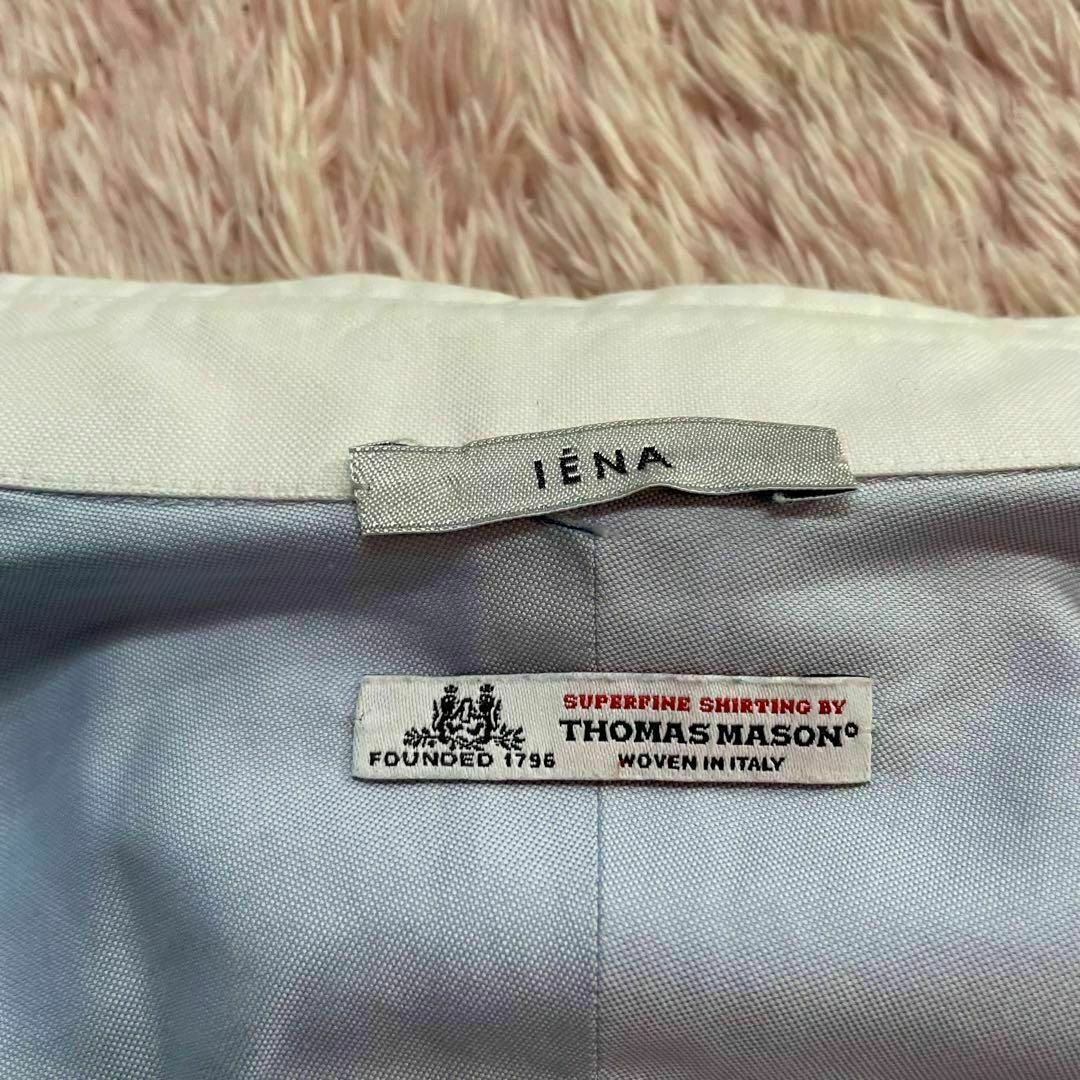 IÉNA
SUPERFINE SHIRTING BY
THOMAS MASON®
WOVEN IN ITALY
FOUNDED 1796